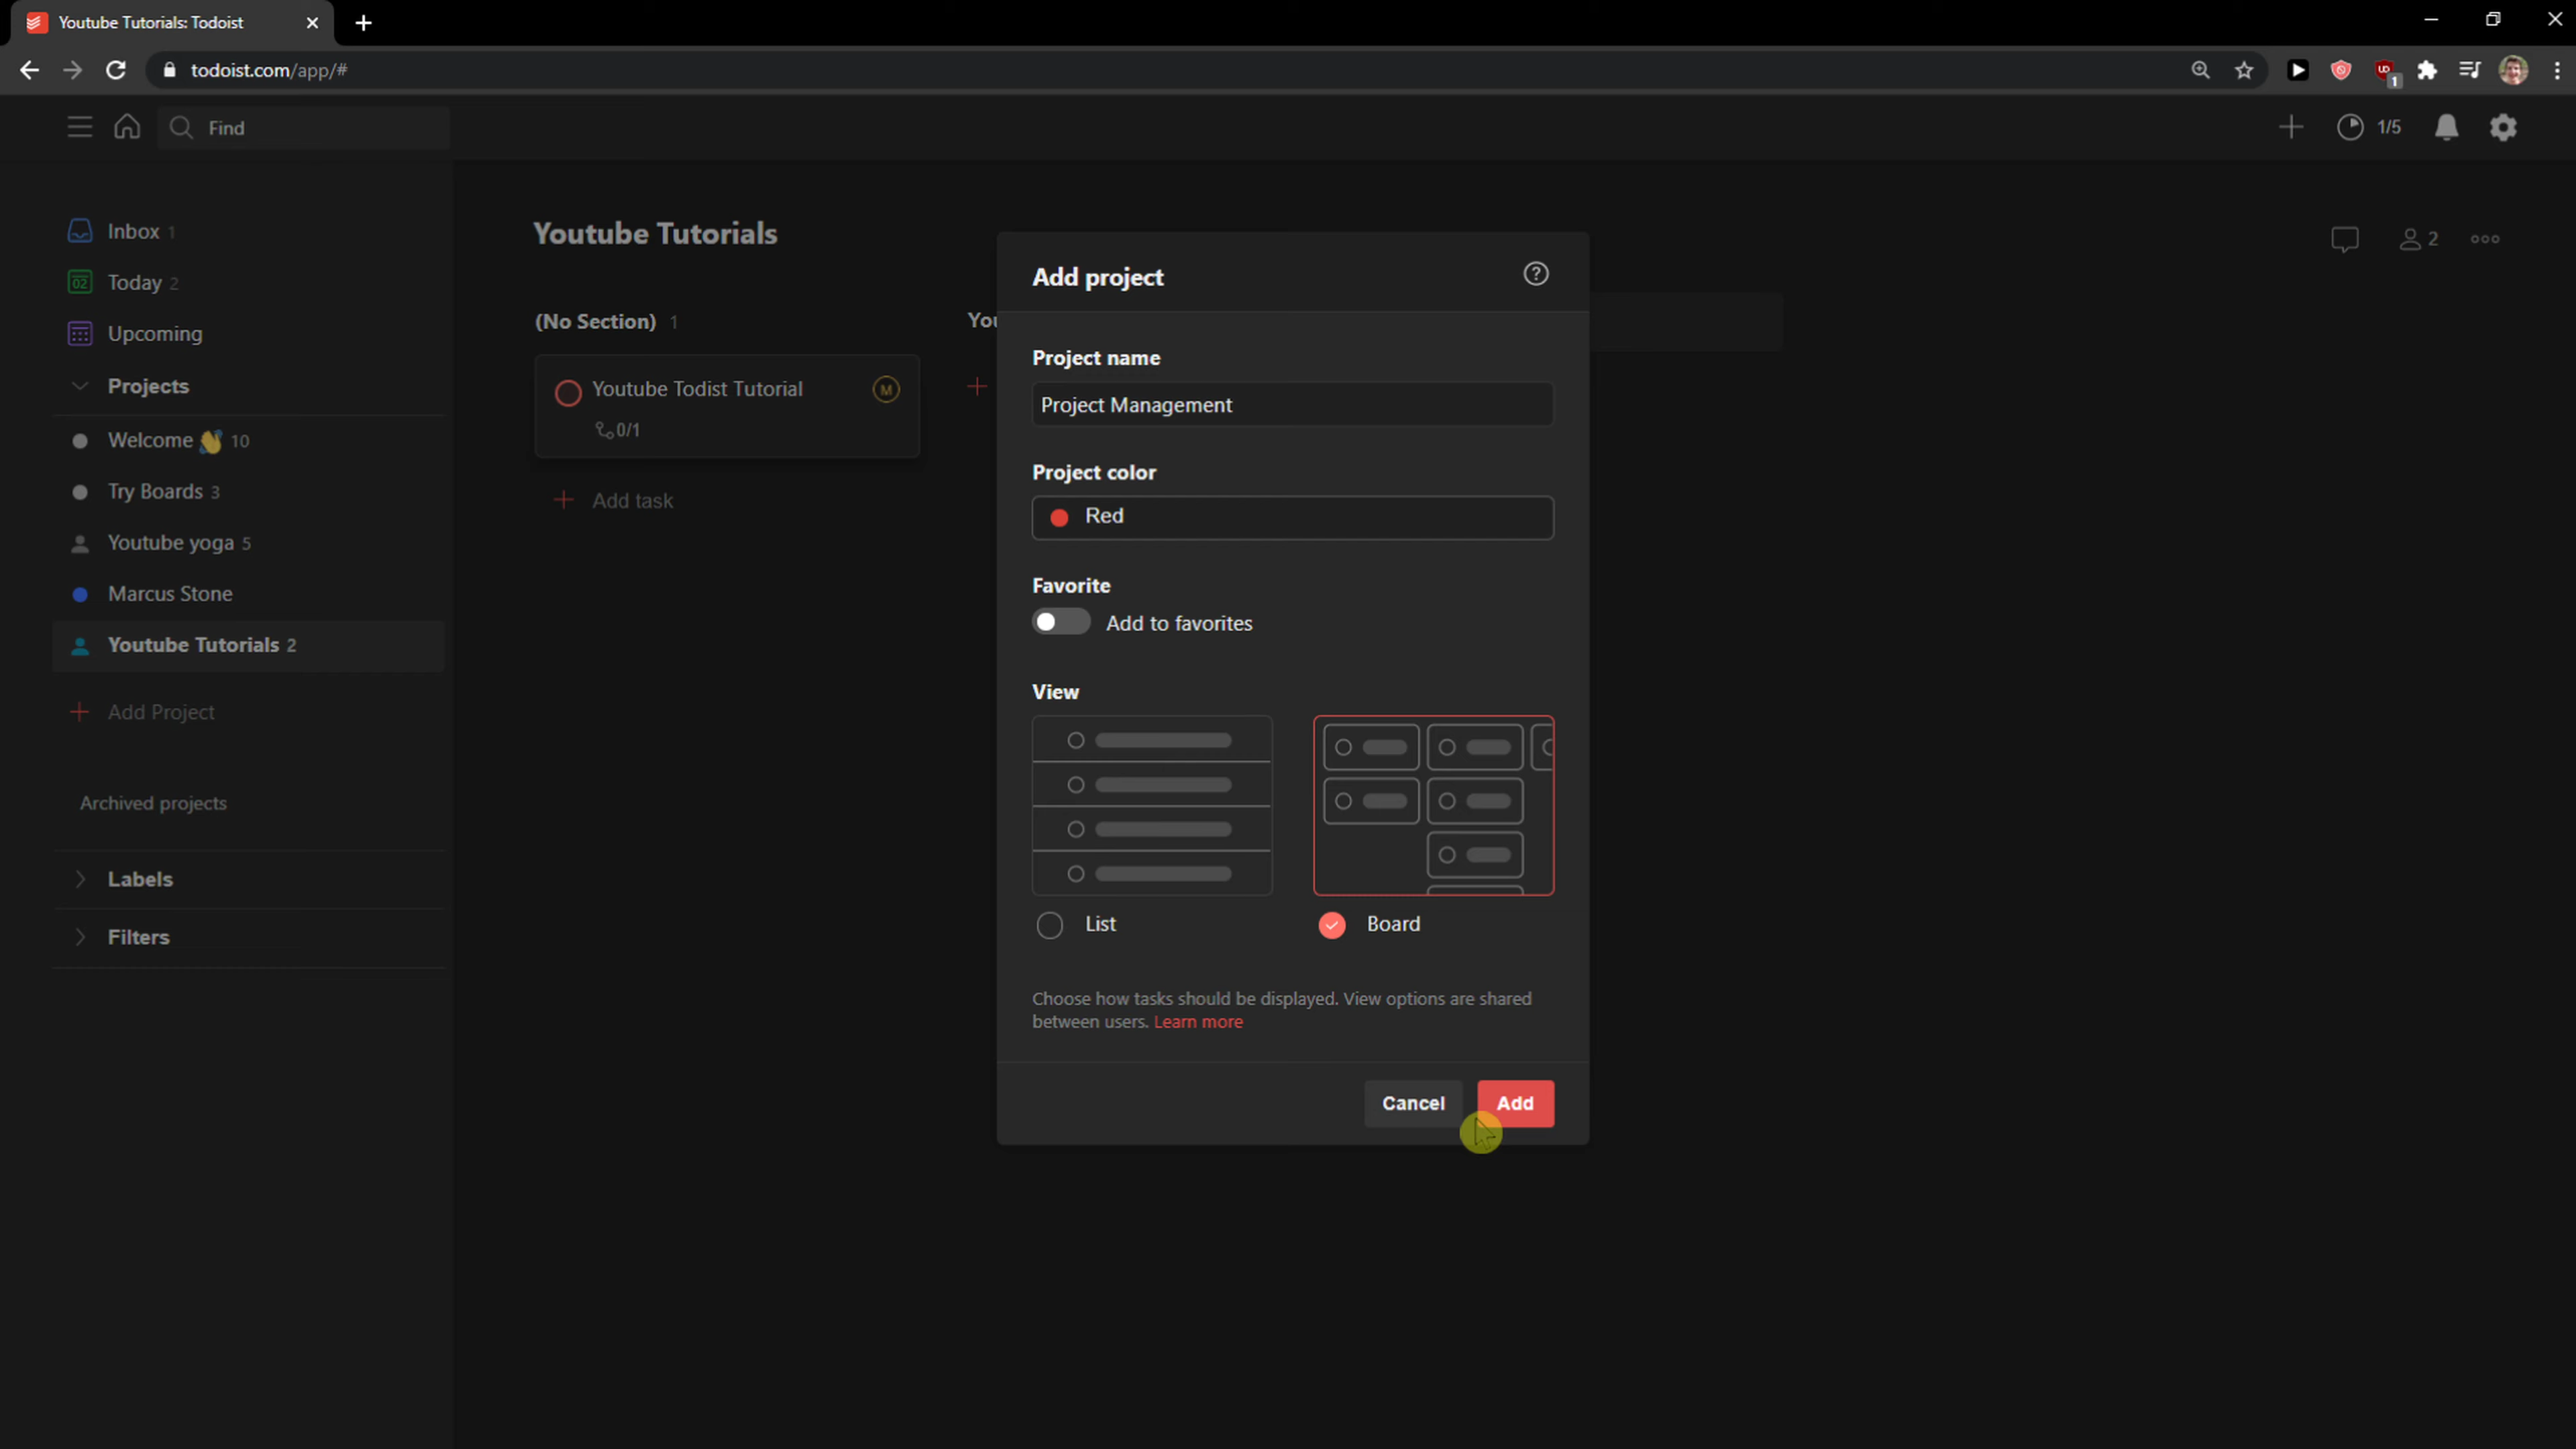 Youtube Tutorials: Todoist
todoist.com/app/#
1
Find
1/5
Inbox 1
02
Today 2
Upcoming
Projects
Welcome 👋 10
Try Boards 3
Youtube yoga 5
Marcus Stone
Youtube Tutorials 2
Add Project
Archived projects
Labels
Filters
Youtube Tutorials
2
(No Section) 1
You
Youtube Todist Tutorial
M
0/1
Add task
Add project
Project name
Project Management
Project color
Red
Favorite
Add to favorites
View
List
Board
Choose how tasks should be displayed. View options are shared
between users. Learn more
Cancel
Add